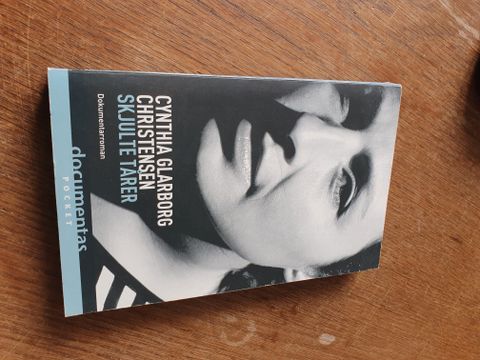 CYNTHIA GLARBORG
CHRISTENSEN
SKJULTE TÅRER
Dokumentarroman
documentas
POCKET